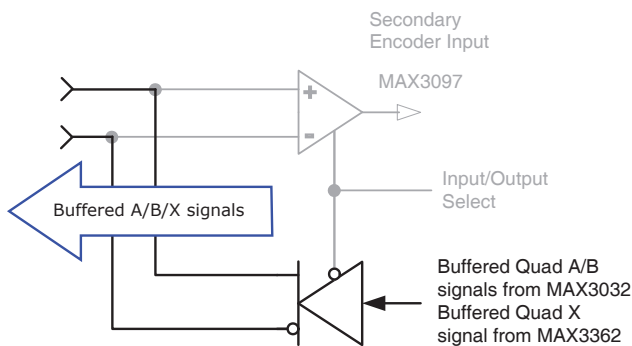 Secondary
Encoder Input
MAX3097
+
-
Buffered A/B/X signals
Input/Output
Select
Buffered Quad A/B
signals from MAX3032
Buffered Quad X
signal from MAX3362